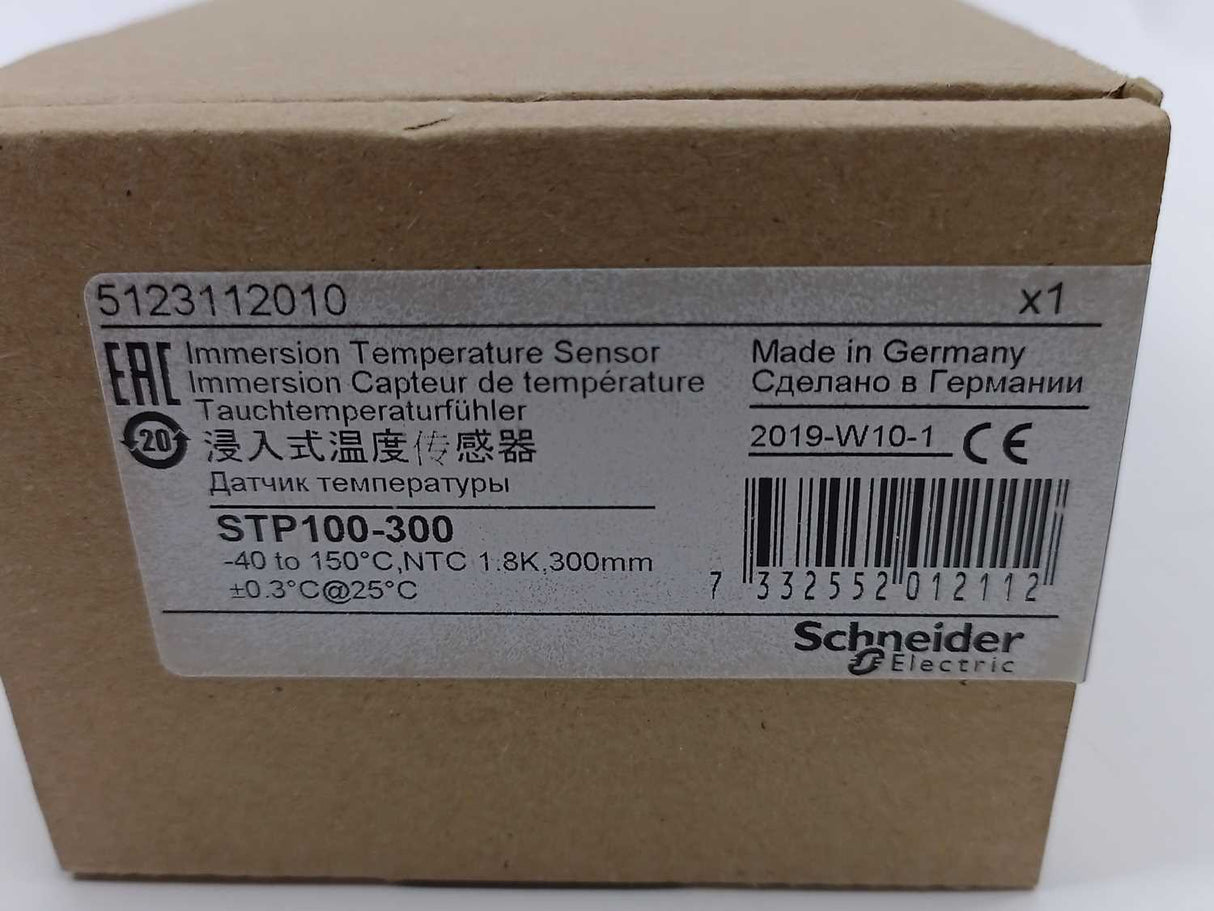 5123112010 x1
EAC
Immersion Temperature Sensor
Immersion Capteur de température
Tauchtemperaturfühler
20
浸入式温度传感器
Датчик температуры
STP100-300
-40 to 150°C,NTC 1.8K,300mm
±0.3°C@25°C
Made in Germany
Сделано в Германии
2019-W10-1 CE
7 332552 012112
Schneider
Electric